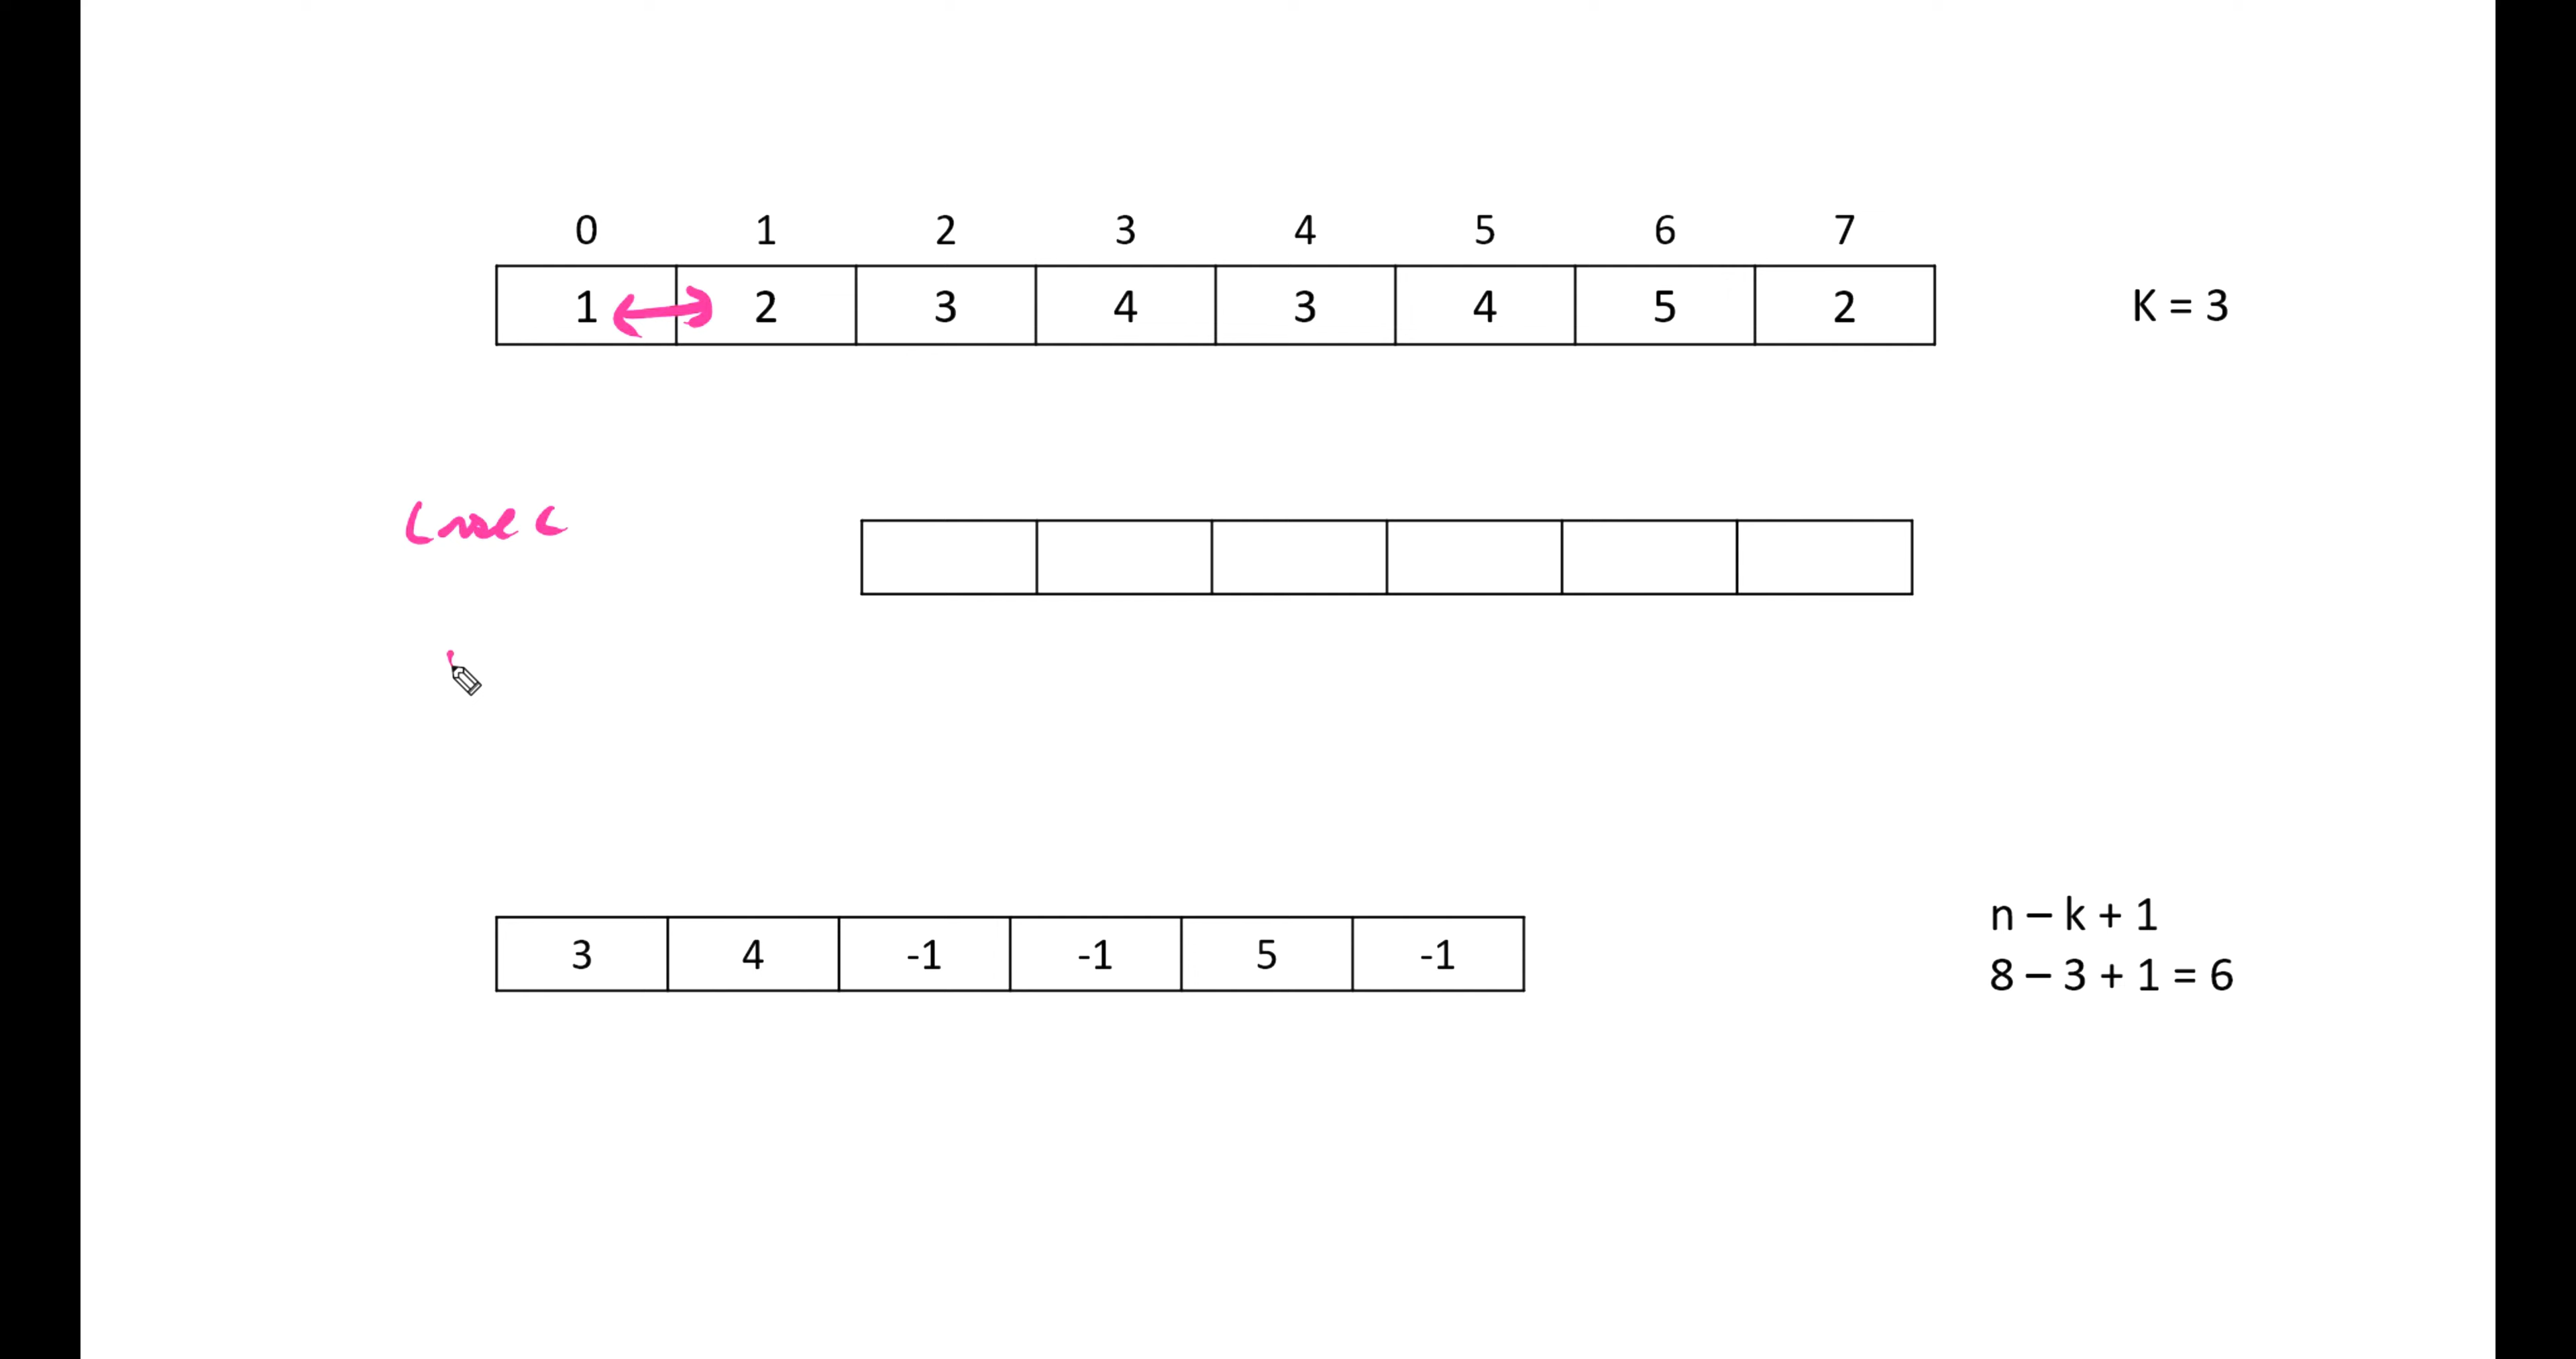 0 1 2 3 4 5 6 7
1 2 3 4 3 4 5 2 K = 3
3 4 -1 -1 5 -1
n – k + 1
8 – 3 + 1 = 6